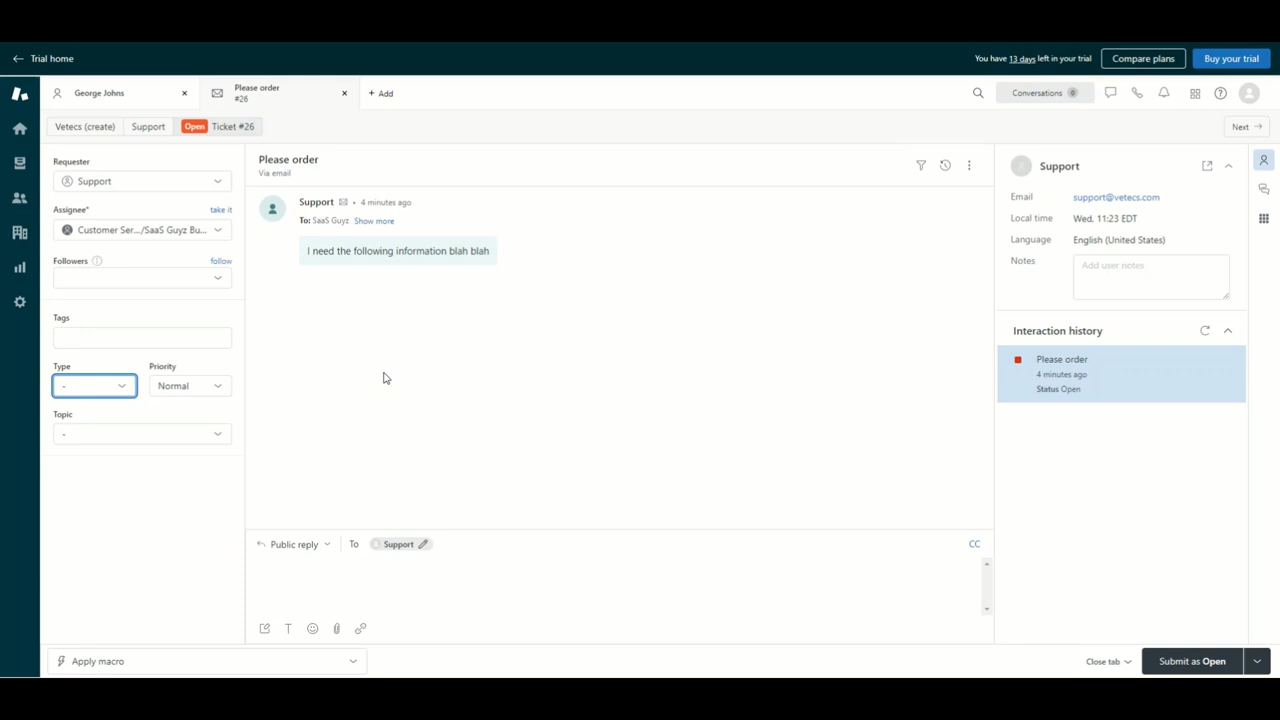 Trial home
You have 13 days left in your trial
Compare plans
Buy your trial
George Johns
Please order
#26
+ Add
Conversations 0
Vetecs (create)
Support
Open Ticket #26
Next
Requester
Support
Assignee*
take it
Customer Ser.../SaaS Guyz Bu...
Followers
follow
Tags
Type
Priority
-
Normal
Topic
-
Please order
Via email
Support • 4 minutes ago
To: SaaS Guyz Show more
I need the following information blah blah
Public reply
To
Support
CC
Support
Email support@vetecs.com
Local time Wed, 11:23 EDT
Language English (United States)
Notes Add user notes
Interaction history
Please order
4 minutes ago
Status Open
Apply macro
Close tab
Submit as Open